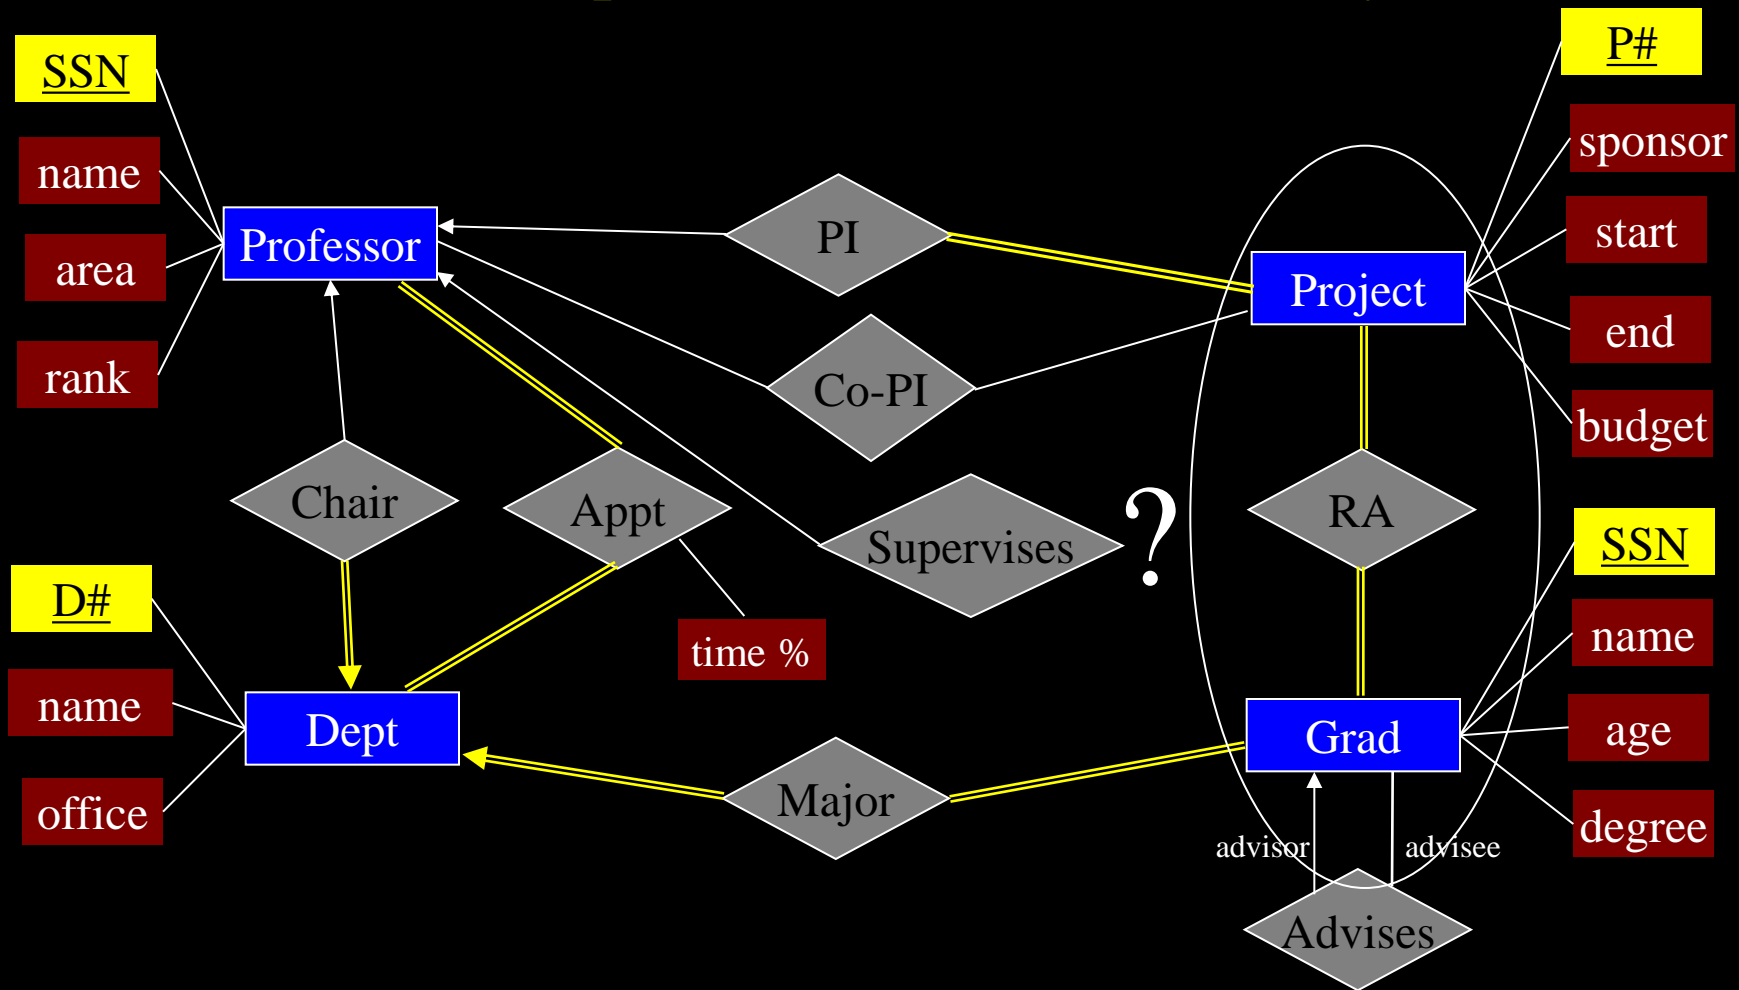 P#
SSN
sponsor
name
start
PI
Professor
area
Project
end
rank
Co-PI
budget
Chair
Appt
RA
?
Supervises
SSN
D#
name
time %
name
Dept
Grad
age
Major
office
degree
advisor
advisee
Advises